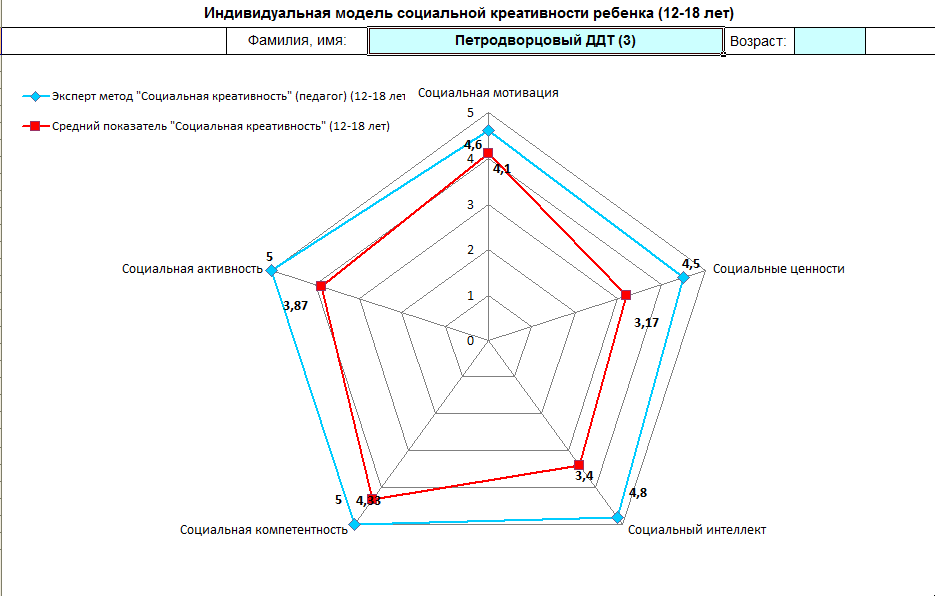 Индивидуальная модель социальной креативности ребенка (12-18 лет)
Фамилия, имя: Петродворцовый ДДТ (3) Возраст:
Социальная мотивация
Эксперт метод "Социальная креативность" (педагог) (12-18 лет
Средний показатель "Социальная креативность" (12-18 лет)
5
4,6
4
4,1
3
2
1
0
5
Социальная активность
3,87
4,5
Социальные ценности
3,17
3,4
4,8
5
4,33
Социальная компетентность
Социальный интеллект